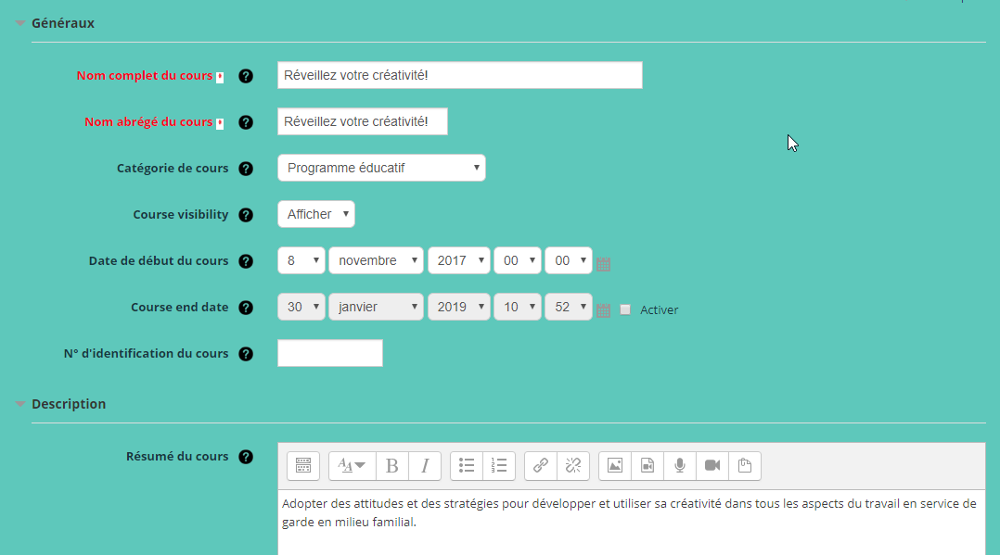 Généraux
Nom complet du cours * ? Réveillez votre créativité!
Nom abrégé du cours * ? Réveillez votre créativité!
Catégorie de cours ? Programme éducatif
Course visibility ? Afficher
Date de début du cours ? 8 novembre 2017 00 00
Course end date ? 30 janvier 2019 10 52 Activer
N° d'identification du cours ?
Description
Résumé du cours ?
AA B I
Adopter des attitudes et des stratégies pour développer et utiliser sa créativité dans tous les aspects du travail en service de
garde en milieu familial.